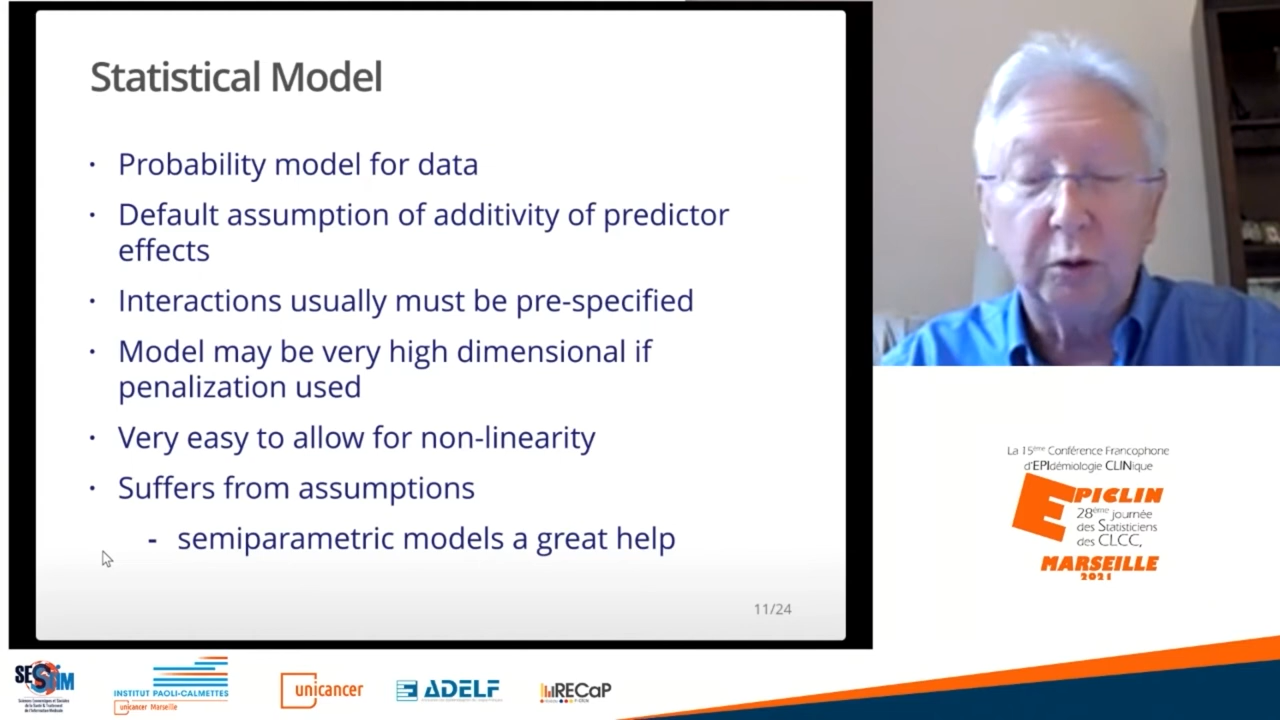 Statistical Model
· Probability model for data
· Default assumption of additivity of predictor
effects
· Interactions usually must be pre-specified
· Model may be very high dimensional if
penalization used
· Very easy to allow for non-linearity
· Suffers from assumptions
- semiparametric models a great help
11/24
La 15ème Conférence Francophone
d'EPIdémiologie CLINique
EPICLIN
28ème journée
des Statisticiens
des CLCC,
MARSEILLE
2021
SESSTIM
INSTITUT PAOLI-CALMETTES
unicancer Marseille
unicancer
ADELF
RECaP